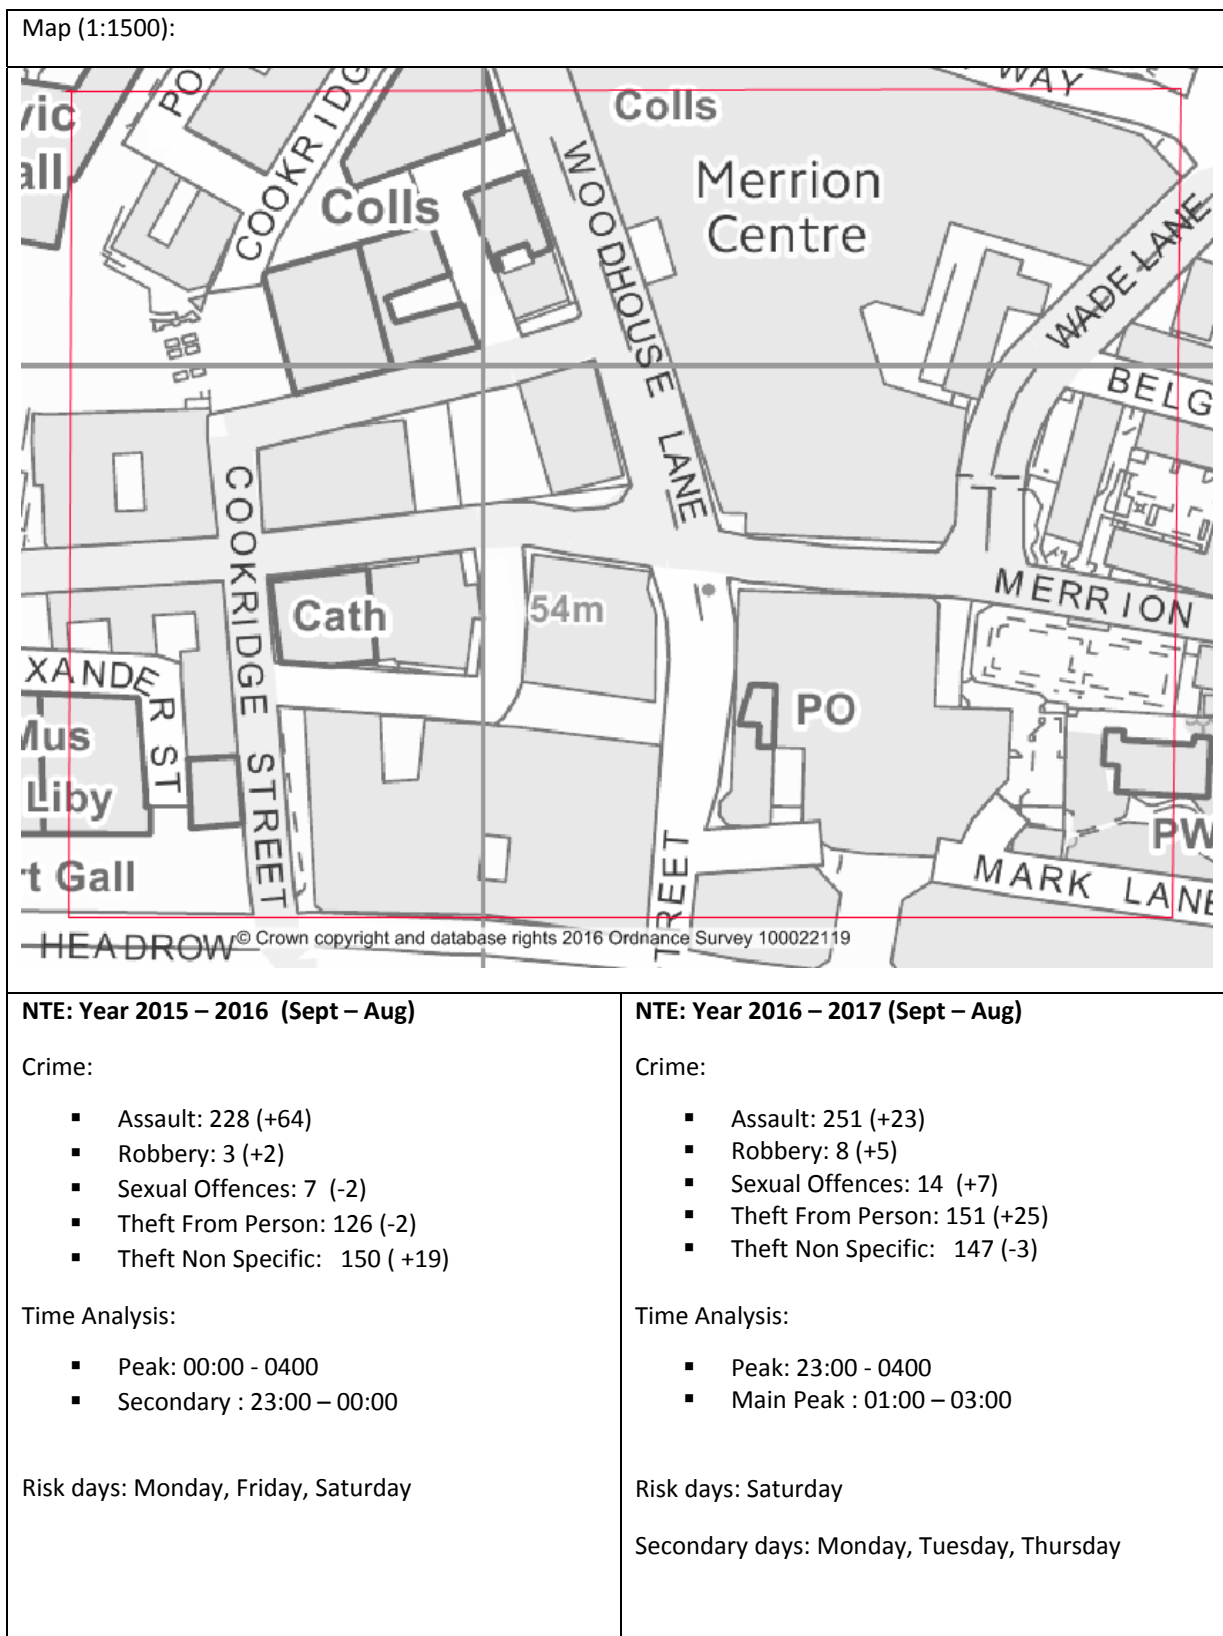 Map (1:1500):
WAY
PO
COOKRIDG
Colls
vic
all
WOODHOUSE LANE
Merrion
Centre
COOKRIDGE
Colls
WADE LANE
BELG
COOKRIDGE STREET
MERRION
Cath
54m
XANDER ST
PO
Mus
Liby
PW
t Gall
MARK LANE
TREET
HEADROW
© Crown copyright and database rights 2016 Ordnance Survey 100022119
NTE: Year 2015 – 2016 (Sept – Aug)
Crime:
▪ Assault: 228 (+64)
▪ Robbery: 3 (+2)
▪ Sexual Offences: 7 (-2)
▪ Theft From Person: 126 (-2)
▪ Theft Non Specific: 150 ( +19)
Time Analysis:
▪ Peak: 00:00 - 0400
▪ Secondary : 23:00 – 00:00
Risk days: Monday, Friday, Saturday
NTE: Year 2016 – 2017 (Sept – Aug)
Crime:
▪ Assault: 251 (+23)
▪ Robbery: 8 (+5)
▪ Sexual Offences: 14 (+7)
▪ Theft From Person: 151 (+25)
▪ Theft Non Specific: 147 (-3)
Time Analysis:
▪ Peak: 23:00 - 0400
▪ Main Peak : 01:00 – 03:00
Risk days: Saturday
Secondary days: Monday, Tuesday, Thursday